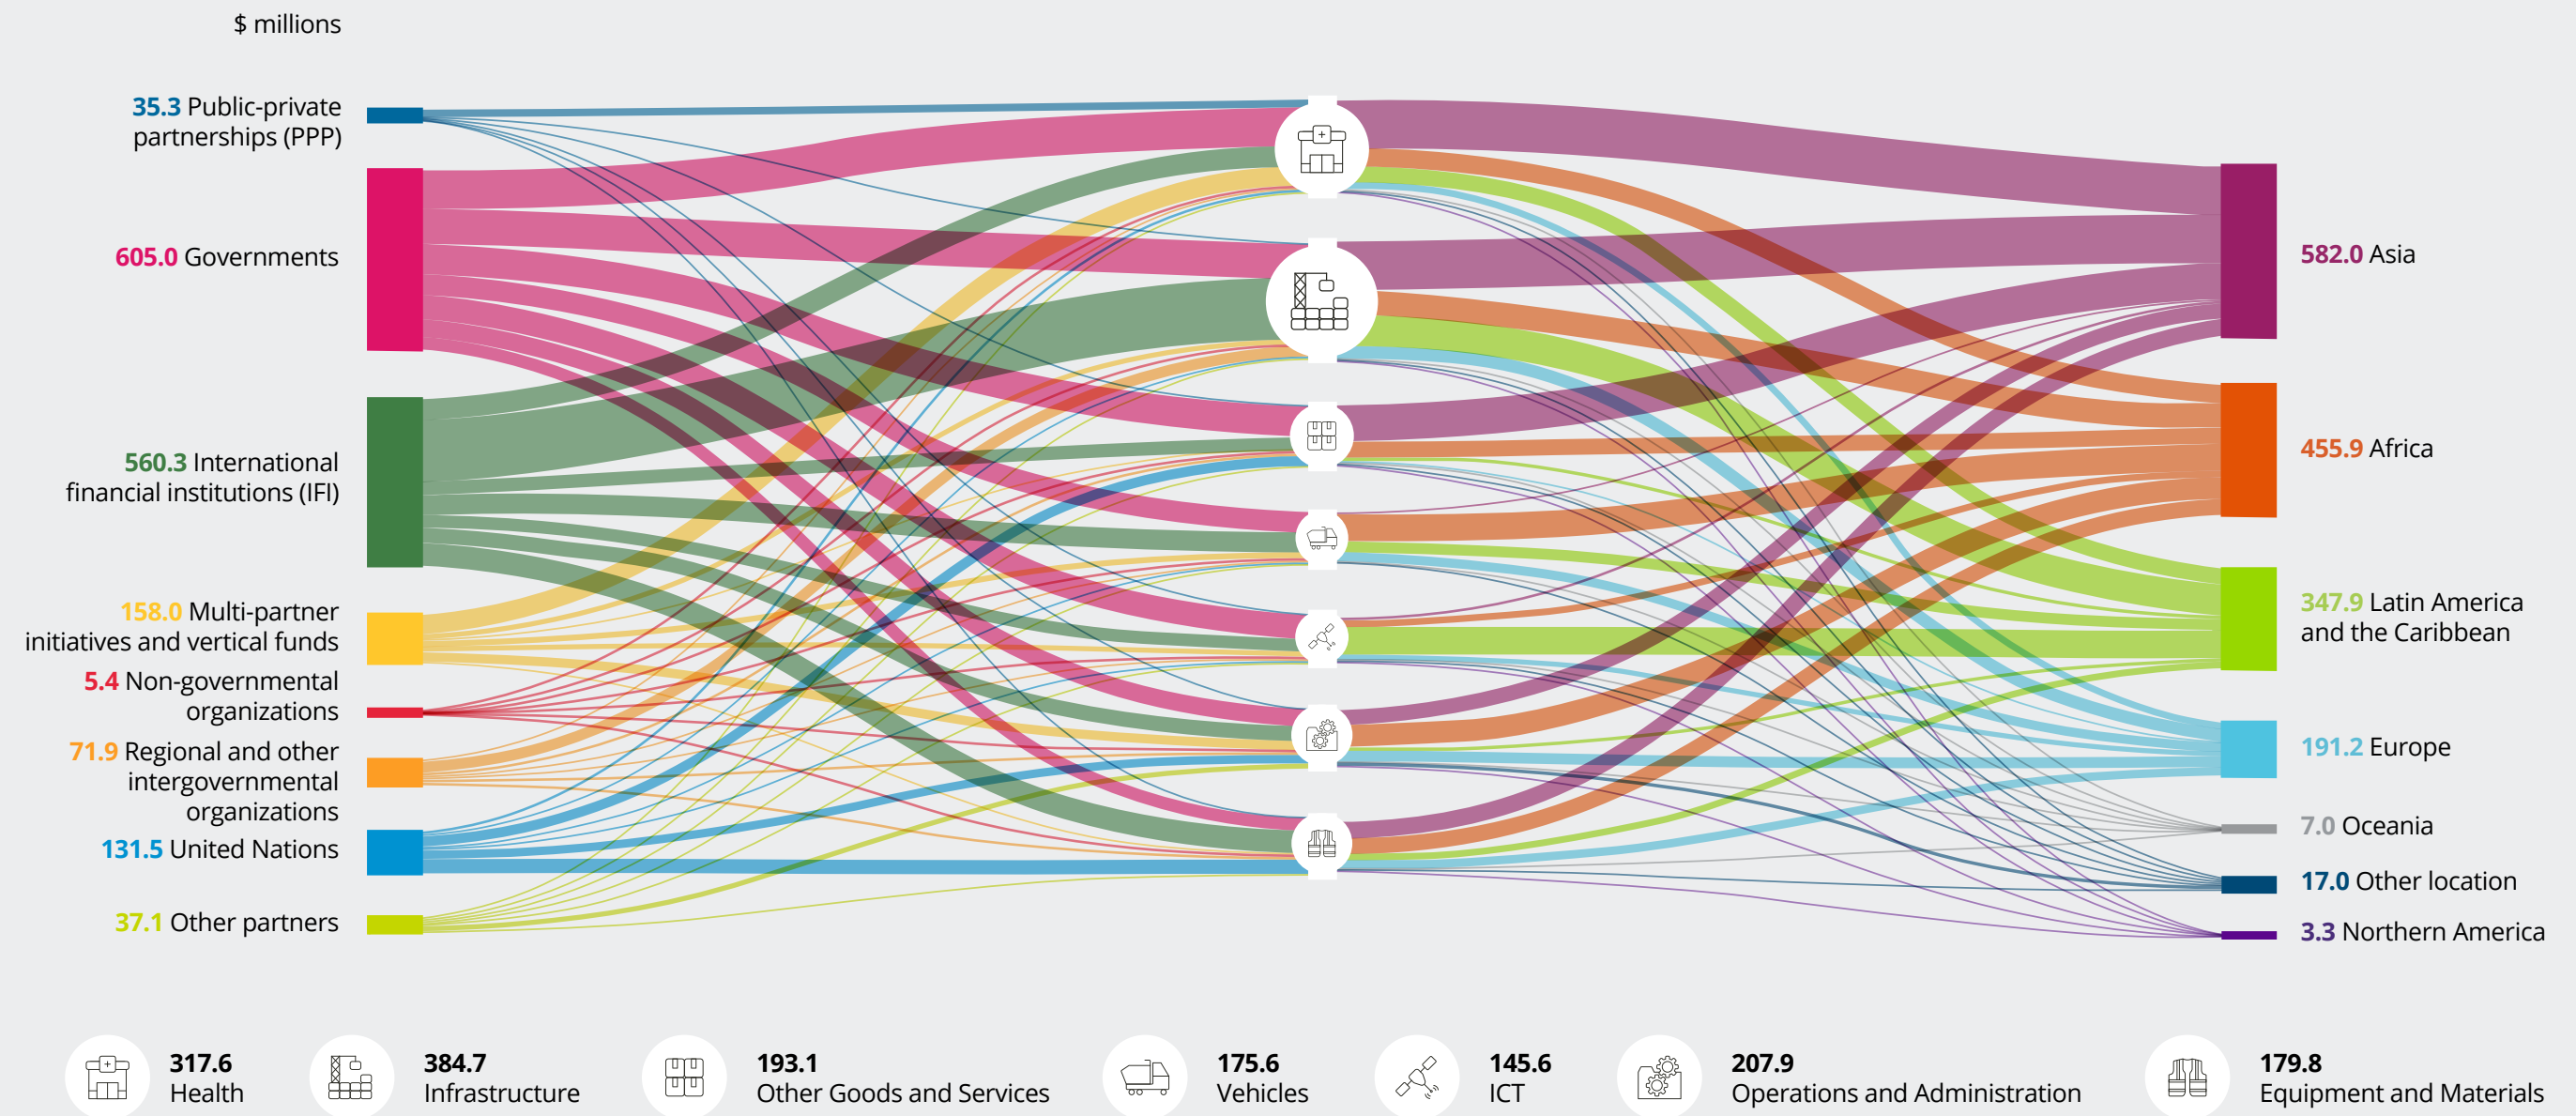 $ millions
35.3 Public-private
partnerships (PPP)
605.0 Governments
560.3 International
financial institutions (IFI)
158.0 Multi-partner
initiatives and vertical funds
5.4 Non-governmental
organizations
71.9 Regional and other
intergovernmental
organizations
131.5 United Nations
37.1 Other partners
582.0 Asia
455.9 Africa
347.9 Latin America
and the Caribbean
191.2 Europe
7.0 Oceania
17.0 Other location
3.3 Northern America
317.6
Health
384.7
Infrastructure
193.1
Other Goods and Services
175.6
Vehicles
145.6
ICT
207.9
Operations and Administration
179.8
Equipment and Materials